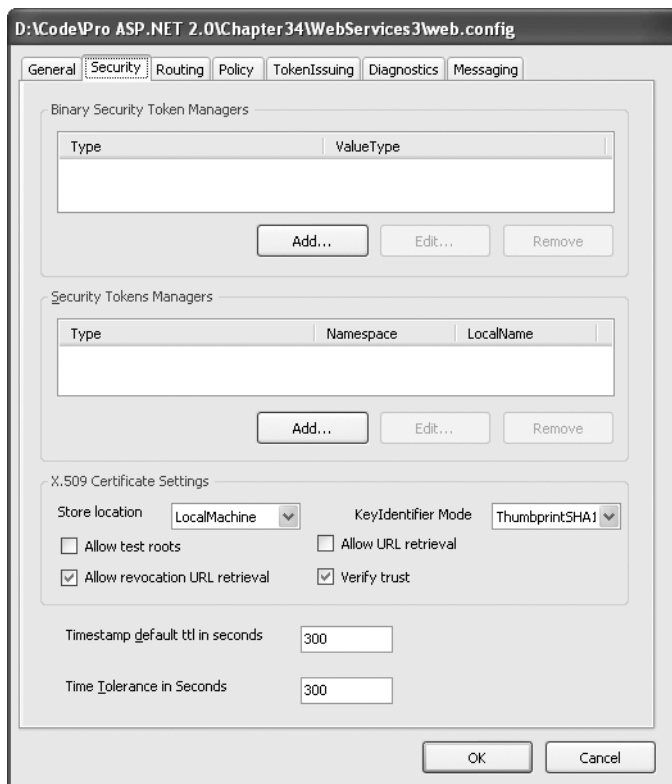 D:\Code\Pro ASP.NET 2.0\Chapter34\WebServices3\web.config
General Security Routing Policy TokenIssuing Diagnostics Messaging
Binary Security Token Managers
Type ValueType
Add... Edit... Remove
Security Tokens Managers
Type Namespace LocalName
Add... Edit... Remove
X.509 Certificate Settings
Store location LocalMachine KeyIdentifier Mode ThumbprintSHA1
Allow test roots Allow URL retrieval
Allow revocation URL retrieval Verify trust
Timestamp default ttl in seconds 300
Time Tolerance in Seconds 300
OK Cancel